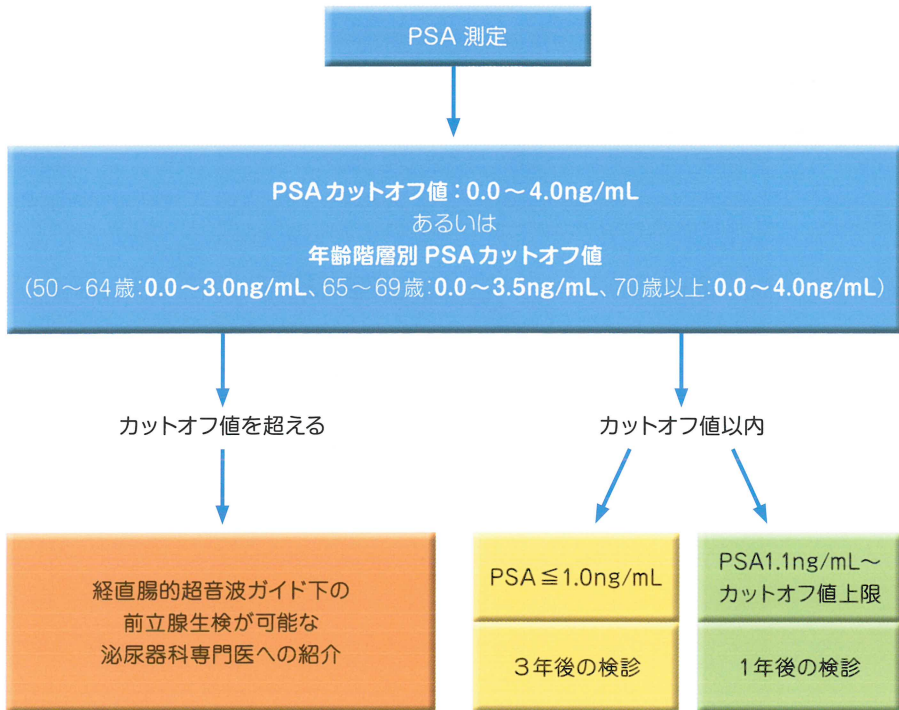 PSA 測定
PSAカットオフ値：0.0～4.0ng/mL
あるいは
年齢階層別 PSAカットオフ値
（50～64歳：0.0～3.0ng/mL、65～69歳：0.0～3.5ng/mL、70歳以上：0.0～4.0ng/mL）
カットオフ値を超える
カットオフ値以内
経直腸的超音波ガイド下の
前立腺生検が可能な
泌尿器科専門医への紹介
PSA≦1.0ng/mL
3年後の検診
PSA1.1ng/mL～
カットオフ値上限
1年後の検診